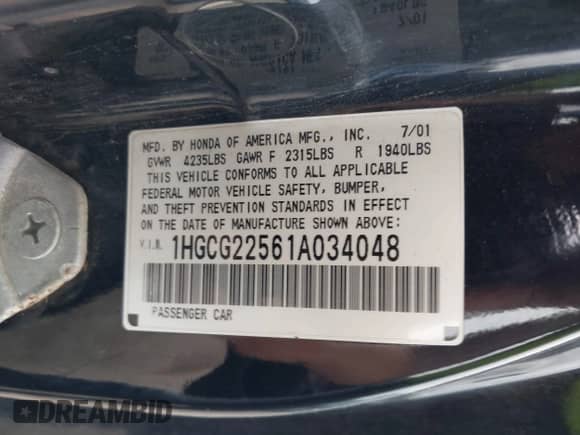 MFD. BY HONDA OF AMERICA MFG., INC. 7/01
GVWR 4235LBS GAWR F 2315LBS R 1940LBS
THIS VEHICLE CONFORMS TO ALL APPLICABLE
FEDERAL MOTOR VEHICLE SAFETY, BUMPER,
AND THEFT PREVENTION STANDARDS IN EFFECT
ON THE DATE OF MANUFACTURE SHOWN ABOVE:
V.I.N. 1HGCG22561A034048
PASSENGER CAR
DREAMBID